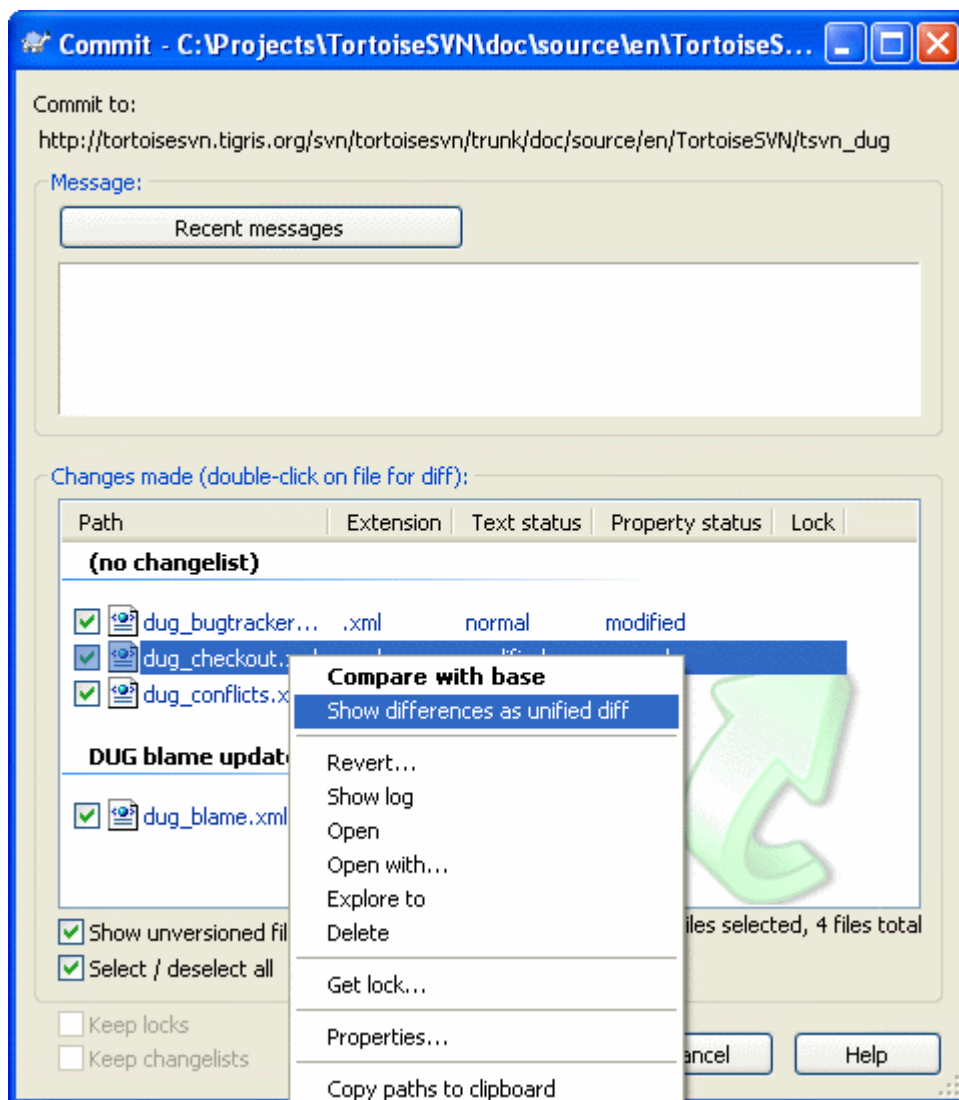 Commit - C:\Projects\TortoiseSVN\doc\source\en\TortoiseS...
Commit to:
http://tortoisesvn.tigris.org/svn/tortoisesvn/trunk/doc/source/en/TortoiseSVN/tsvn_dug
Message:
Recent messages
Changes made (double-click on file for diff):
Path Extension Text status Property status Lock
(no changelist)
dug_bugtracker... .xml normal modified
dug_checkout.
Compare with base
dug_conflicts.x
Show differences as unified diff
DUG blame update
Revert...
Show log
dug_blame.xml
Open
Open with...
Explore to
Show unversioned fil
Delete
iles selected, 4 files total
Select / deselect all
Get lock...
Keep locks
Properties...
Keep changelists
ancel
Help
Copy paths to clipboard